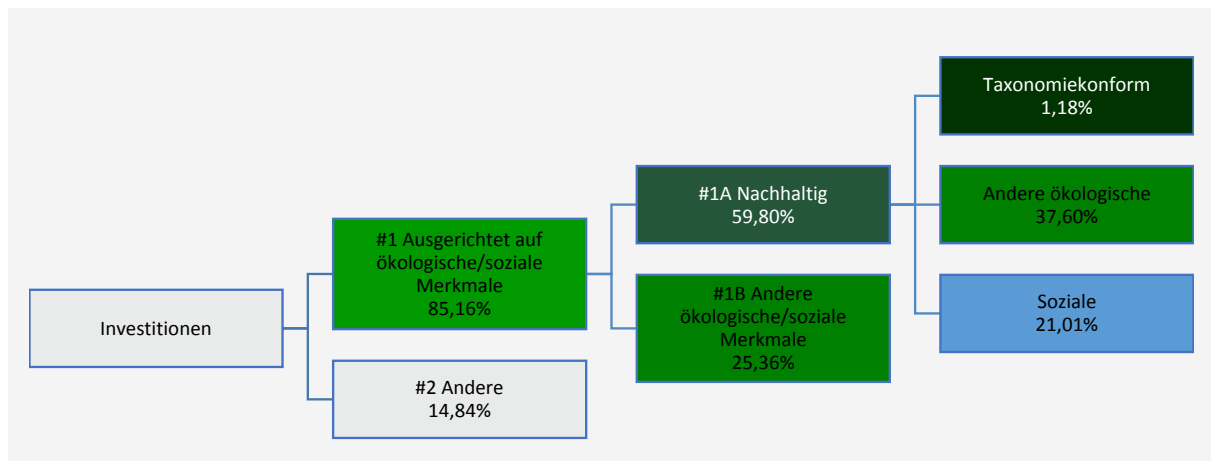 Investitionen
#1 Ausgerichtet auf
ökologische/soziale
Merkmale
85,16%
#2 Andere
14,84%
#1A Nachhaltig
59,80%
#1B Andere
ökologische/soziale
Merkmale
25,36%
Taxonomiekonform
1,18%
Andere ökologische
37,60%
Soziale
21,01%